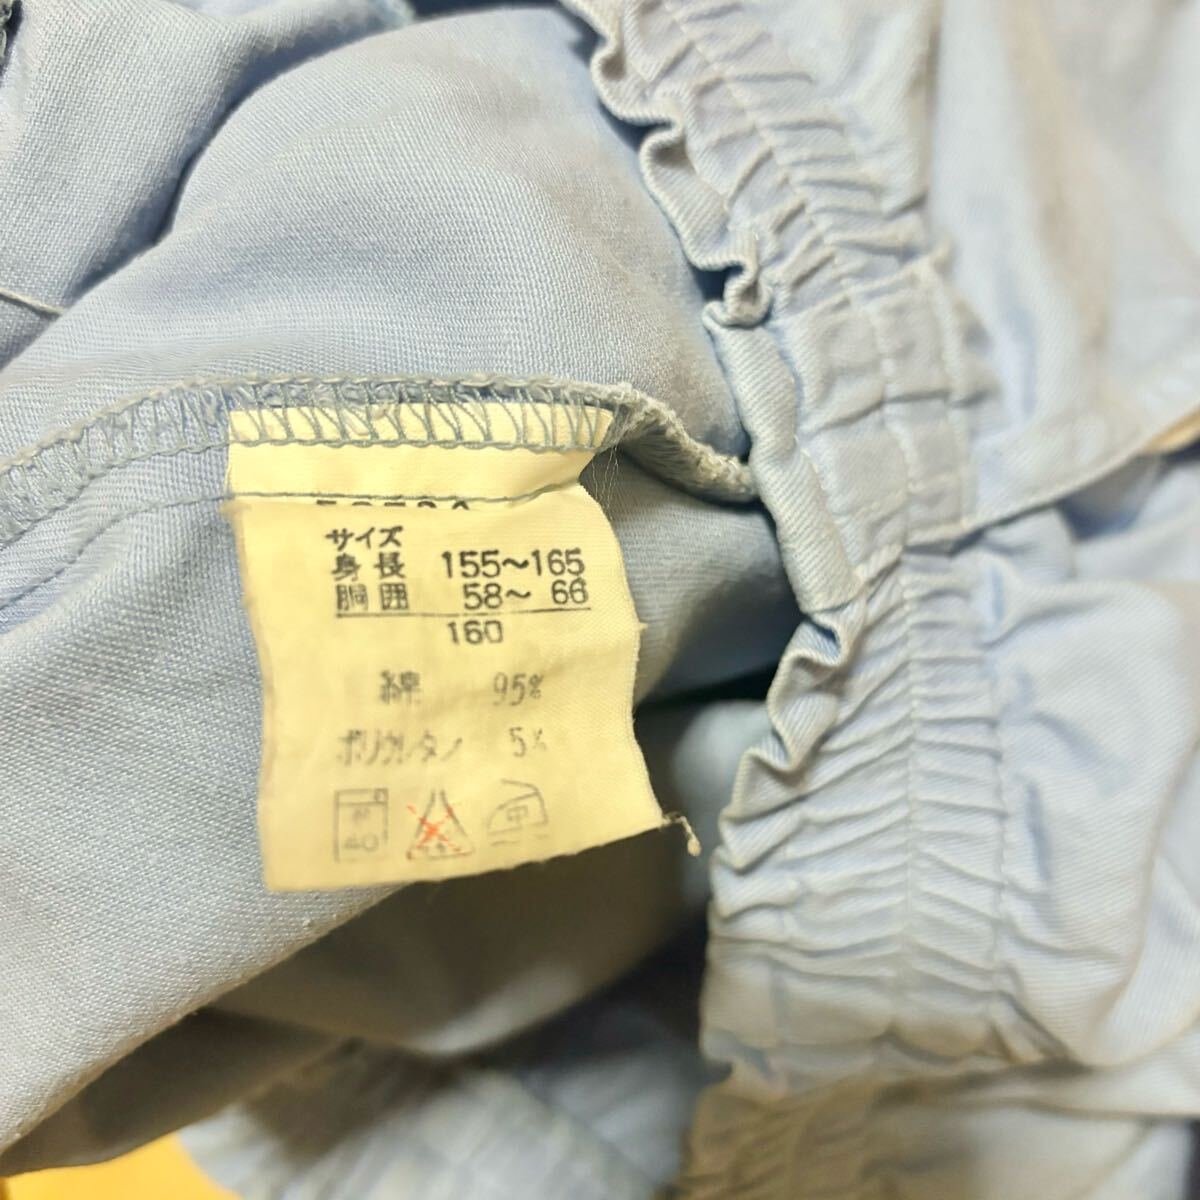 サイズ
身長 155〜165
胴囲 58〜 66
160
綿 95%
ポリウレタン 5%
中